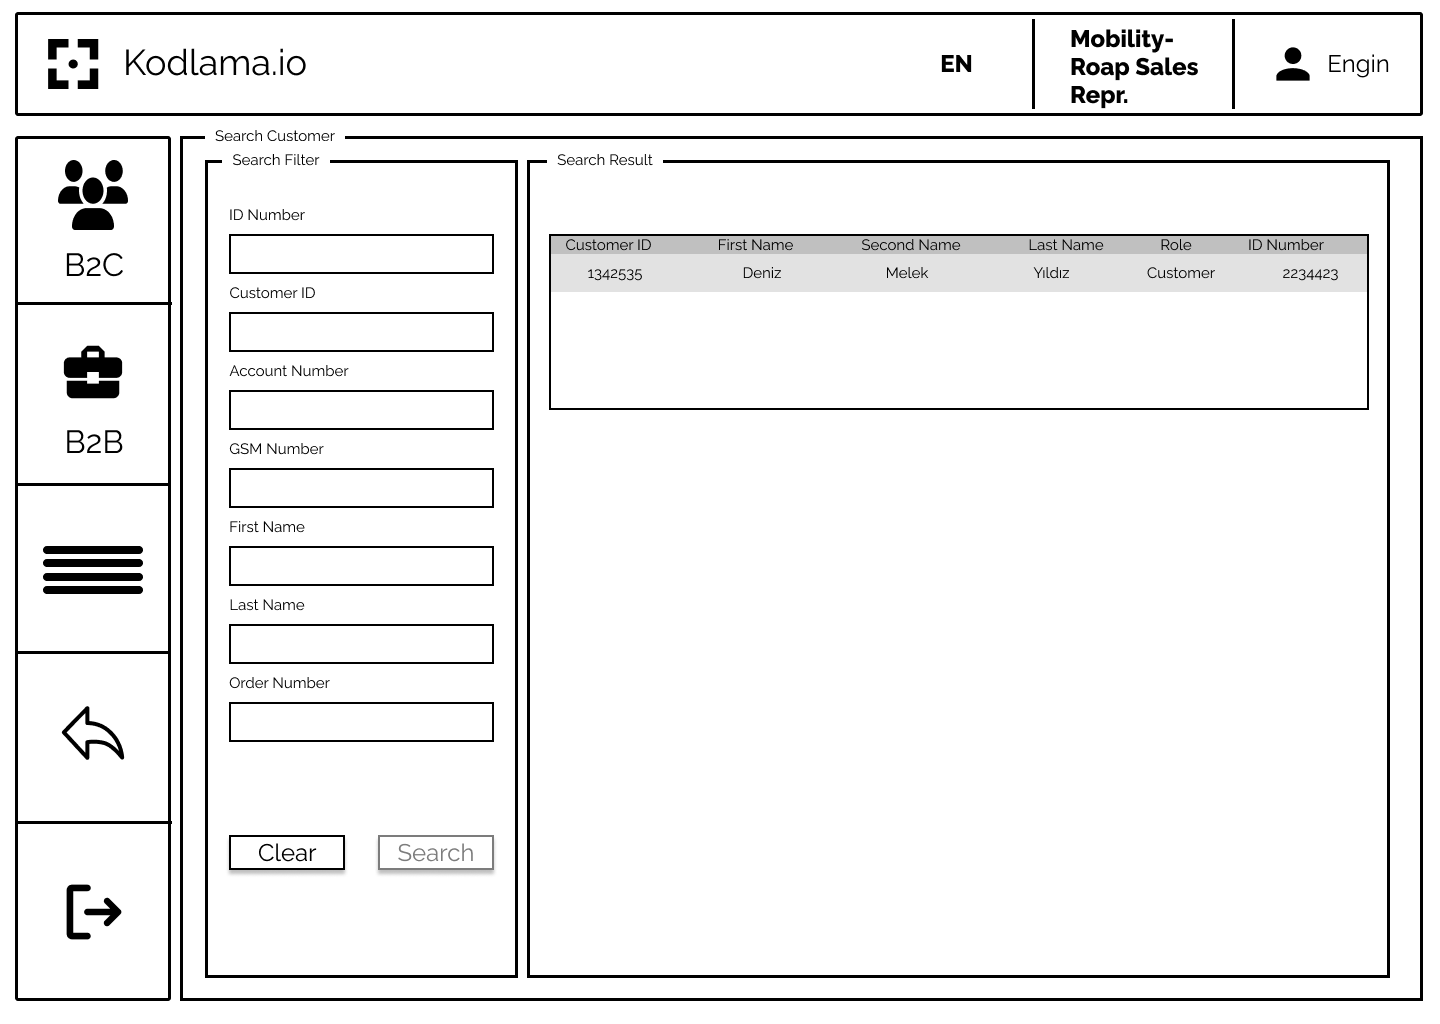 Kodlama.io
EN
Mobility-
Roap Sales
Repr.
Engin
B2C
B2B
Search Customer
Search Filter
ID Number
Customer ID
Account Number
GSM Number
First Name
Last Name
Order Number
Clear
Search
Search Result
Customer ID First Name Second Name Last Name Role ID Number
1342535 Deniz Melek Yıldız Customer 2234423